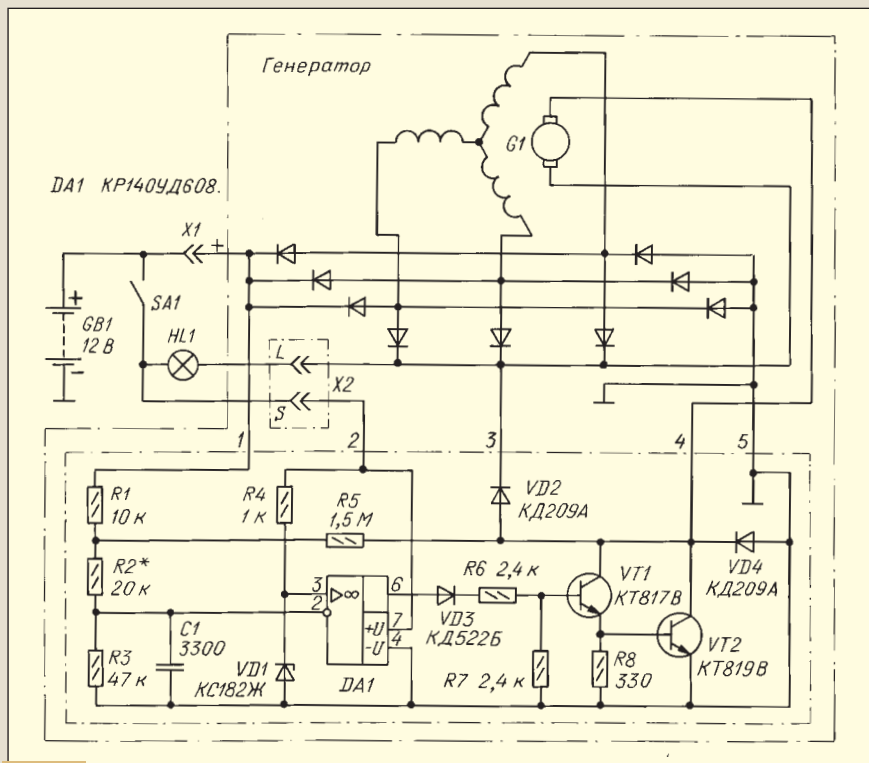 Генератор
G1
DA1 КР140УД608.
X1
+
SA1
+
GB1
12 В
-
HL1
L
X2
S
1
2
3
4
5
R1
10 к
R4
1 к
R5
1,5 М
VD2
КД209А
R2*
20 к
R6 2,4 к
VT1
КТ817В
VD4
КД209А
3
2
▷∞
6
+U
7
-U
4
VD3
КД522Б
C1
3300
R3
47 к
VD1
КС182Ж
DA1
R7 2,4 к
R8
330
VT2
КТ819В